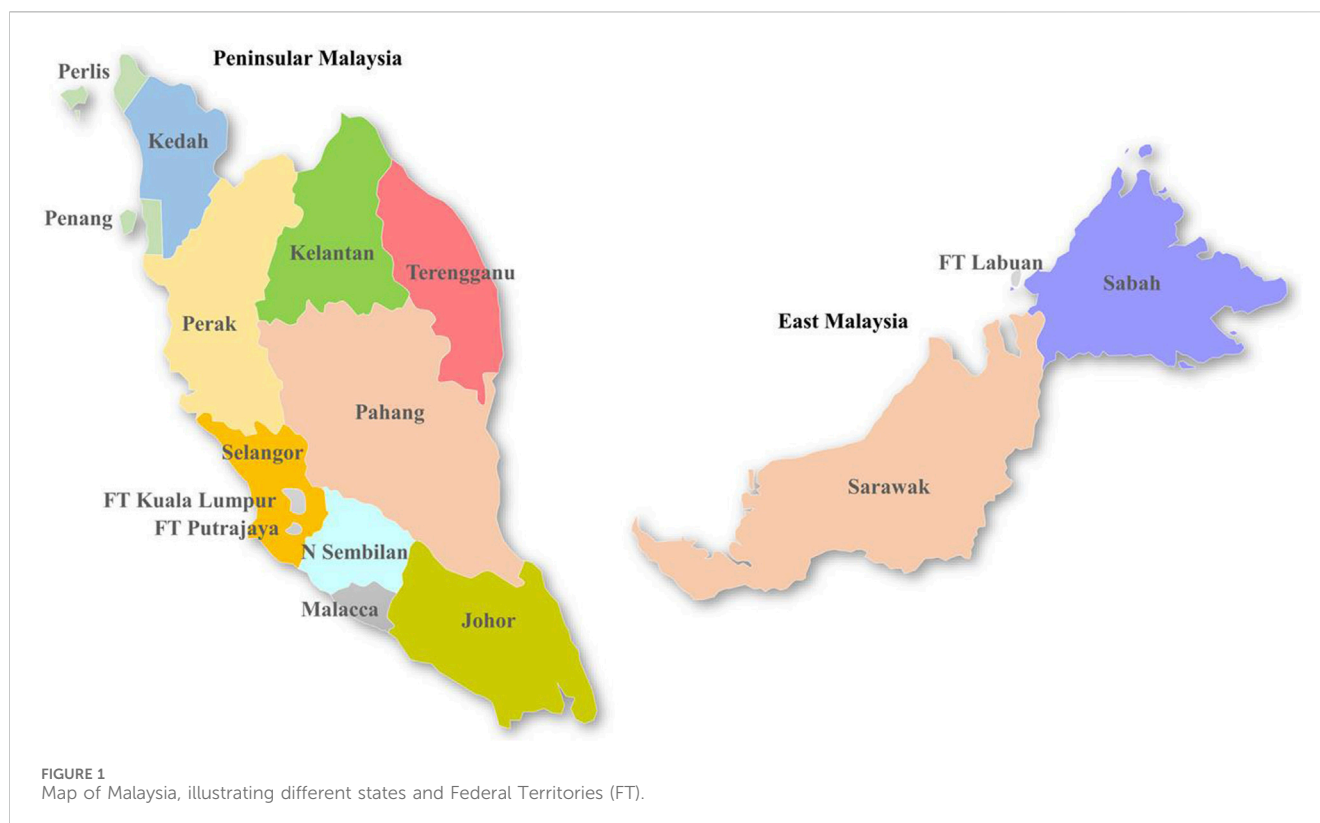 Peninsular Malaysia
Perlis
Kedah
Penang
Kelantan
Terengganu
Perak
Pahang
Selangor
FT Kuala Lumpur
FT Putrajaya
N Sembilan
Malacca
Johor
FT Labuan
Sabah
East Malaysia
Sarawak
FIGURE 1
Map of Malaysia, illustrating different states and Federal Territories (FT).